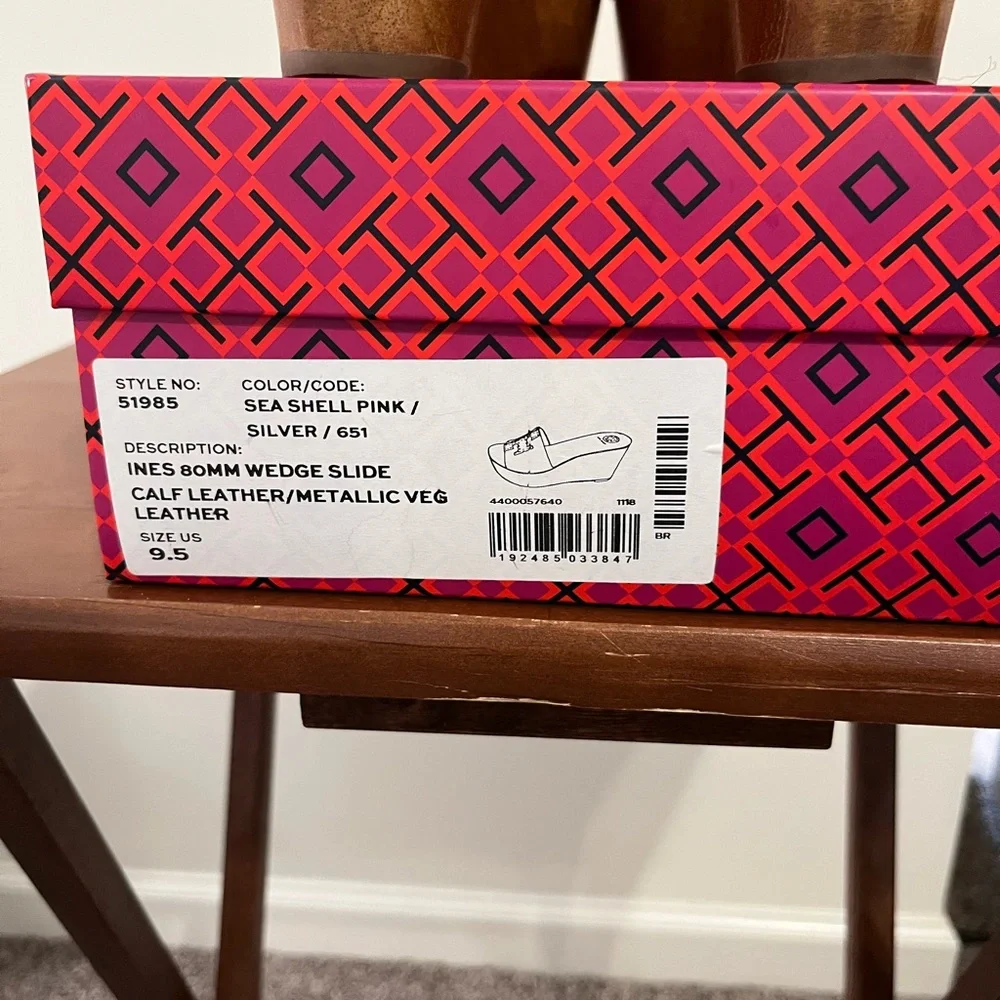 STYLE NO: COLOR/CODE:
51985 SEA SHELL PINK /
SILVER / 651
DESCRIPTION:
INES 80MM WEDGE SLIDE
CALF LEATHER/METALLIC VEG
LEATHER
SIZE US
9.5
4400057640 1118
192485 033847
BR